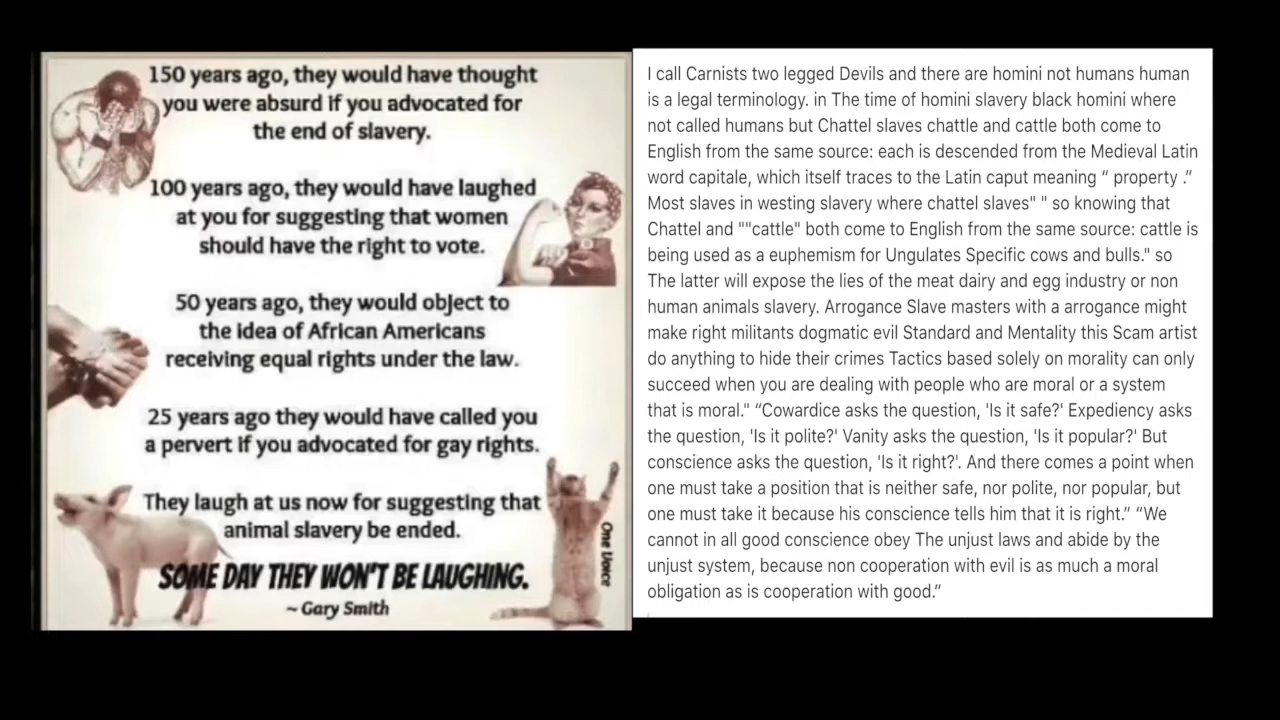 150 years ago, they would have thought
you were absurd if you advocated for
the end of slavery.
100 years ago, they would have laughed
at you for suggesting that women
should have the right to vote.
50 years ago, they would object to
the idea of African Americans
receiving equal rights under the law.
25 years ago they would have called you
a pervert if you advocated for gay rights.
They laugh at us now for suggesting that
animal slavery be ended.
SOME DAY THEY WON'T BE LAUGHING.
~ Gary Smith
One Voice
I call Carnists two legged Devils and there are homini not humans human
is a legal terminology. in The time of homini slavery black homini where
not called humans but Chattel slaves chattle and cattle both come to
English from the same source: each is descended from the Medieval Latin
word capitale, which itself traces to the Latin caput meaning “ property .”
Most slaves in westing slavery where chattel slaves" " so knowing that
Chattel and ""cattle" both come to English from the same source: cattle is
being used as a euphemism for Ungulates Specific cows and bulls." so
The latter will expose the lies of the meat dairy and egg industry or non
human animals slavery. Arrogance Slave masters with a arrogance might
make right militants dogmatic evil Standard and Mentality this Scam artist
do anything to hide their crimes Tactics based solely on morality can only
succeed when you are dealing with people who are moral or a system
that is moral." “Cowardice asks the question, 'Is it safe?' Expediency asks
the question, 'Is it polite?' Vanity asks the question, 'Is it popular?' But
conscience asks the question, 'Is it right?'. And there comes a point when
one must take a position that is neither safe, nor polite, nor popular, but
one must take it because his conscience tells him that it is right.” “We
cannot in all good conscience obey The unjust laws and abide by the
unjust system, because non cooperation with evil is as much a moral
obligation as is cooperation with good.”